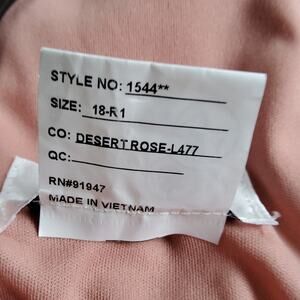 STYLE NO: 1544**
SIZE: 18-R1
CO: DESERT ROSE-L477
QC:
RN#91947
MADE IN VIETNAM